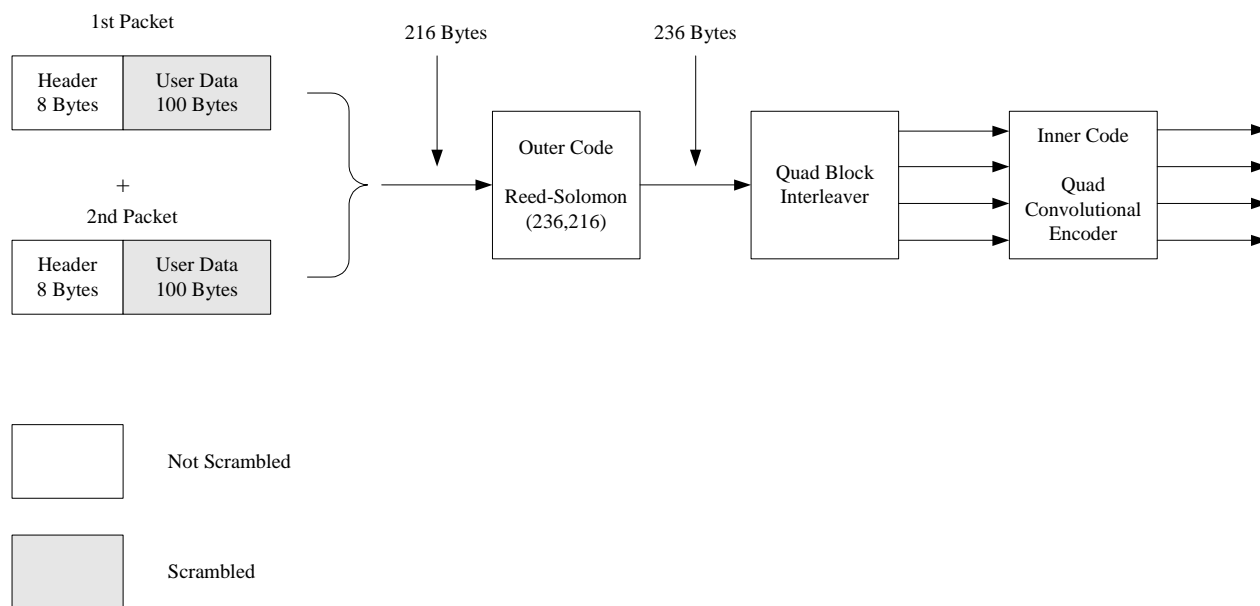 1st Packet
216 Bytes
236 Bytes
Header
8 Bytes
User Data
100 Bytes
+
2nd Packet
Header
8 Bytes
User Data
100 Bytes
Outer Code
Reed-Solomon
(236,216)
Quad Block
Interleaver
Inner Code
Quad
Convolutional
Encoder
Not Scrambled
Scrambled